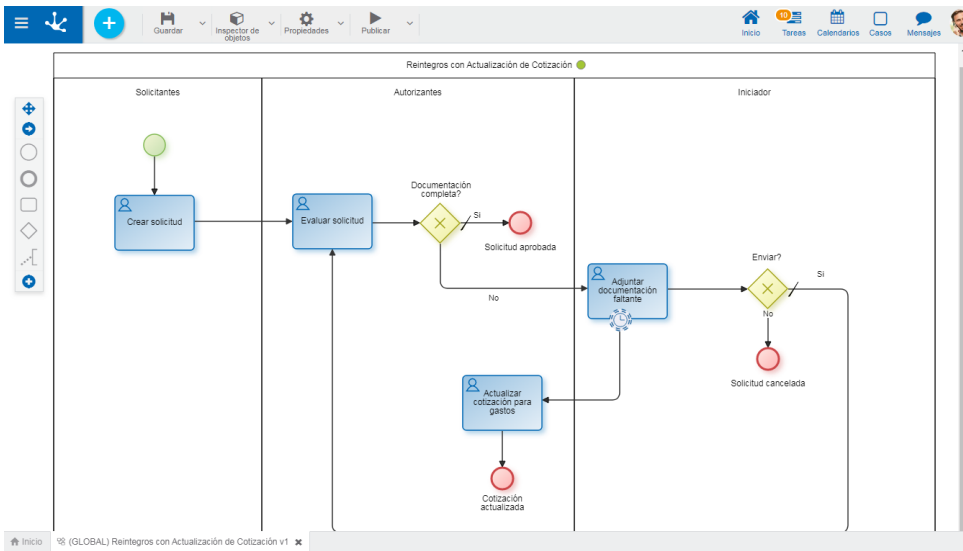 Guardar
Inspector de
objetos
Propiedades
Publicar
Inicio
10
Tareas
Calendarios
Casos
Mensajes
Reintegros con Actualización de Cotización
Solicitantes
Autorizantes
Iniciador
Crear solicitud
Evaluar solicitud
Documentación
completa?
Si
Solicitud aprobada
No
Adjuntar
documentación
faltante
Enviar?
Si
No
Solicitud cancelada
Actualizar
cotización para
gastos
Cotización
actualizada
Inicio
(GLOBAL) Reintegros con Actualización de Cotización v1